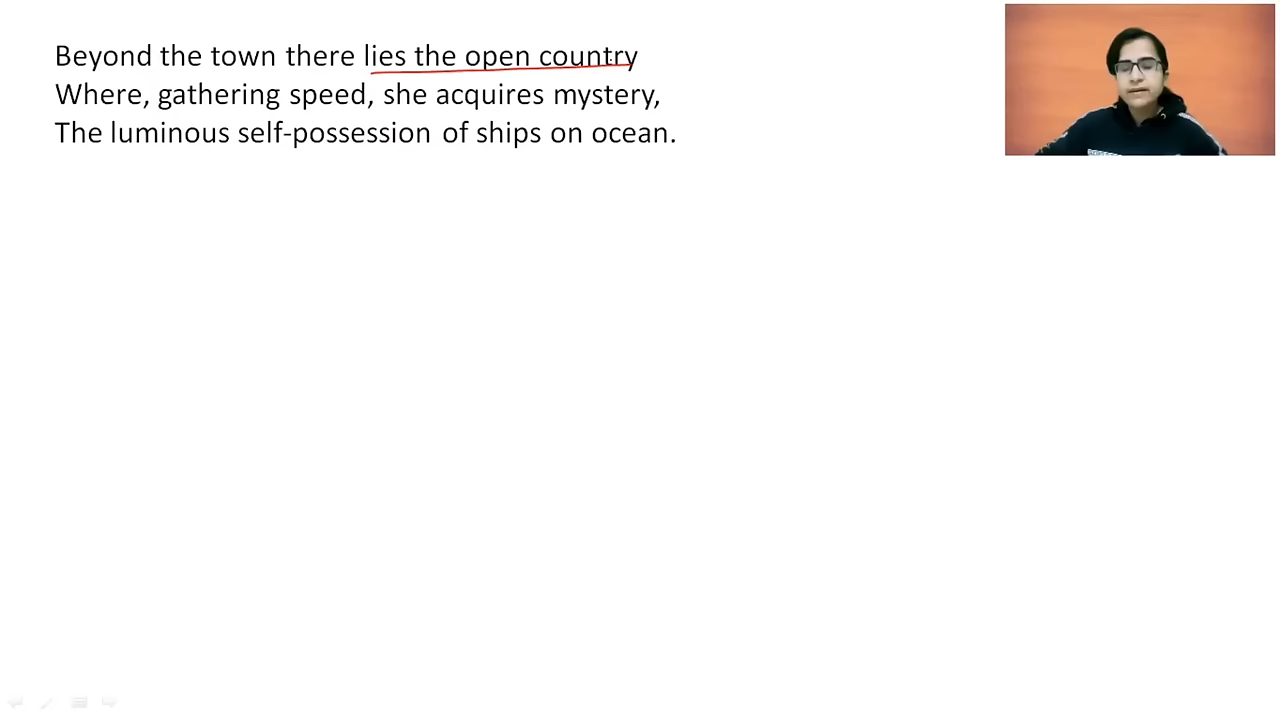 Beyond the town there lies the open country
Where, gathering speed, she acquires mystery,
The luminous self-possession of ships on ocean.